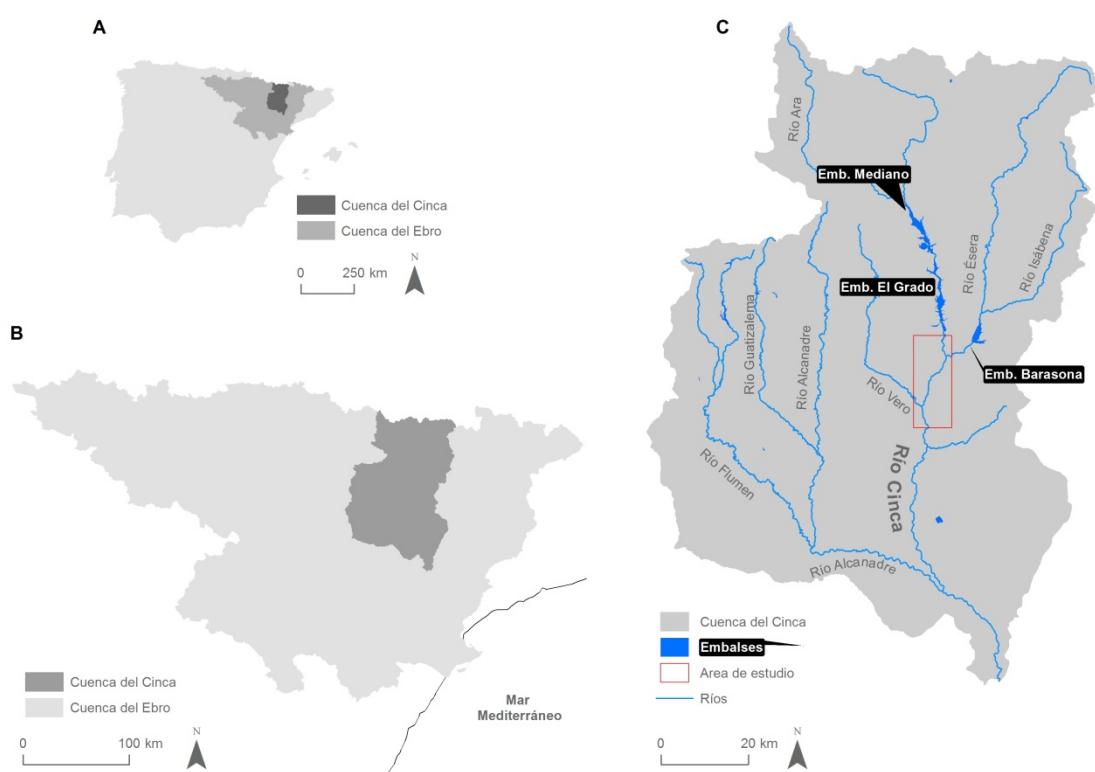 A
Cuenca del Cinca
Cuenca del Ebro
N
0 250 km
B
Cuenca del Cinca
Cuenca del Ebro
Mar
Mediterráneo
N
0 100 km
C
Río Ara
Emb. Mediano
Río Ésera
Río Isábena
Emb. El Grado
Río Guatizalema
Río Alcanadre
Emb. Barasona
Río Vero
Río Flumen
Río Cinca
Río Alcanadre
Cuenca del Cinca
Embalses
Area de estudio
Ríos
N
0 20 km